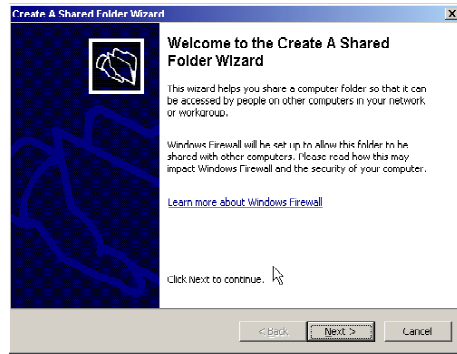 Create A Shared Folder Wizard
Welcome to the Create A Shared
Folder Wizard
This wizard helps you share a computer folder so that it can
be accessed by people on other computers in your network
or workgroup.
Windows Firewall will be set up to allow this folder to be
shared with other computers. Please read how this may
impact Windows Firewall and the security of your computer.
Learn more about Windows Firewall
Click Next to continue.
< Back Next > Cancel